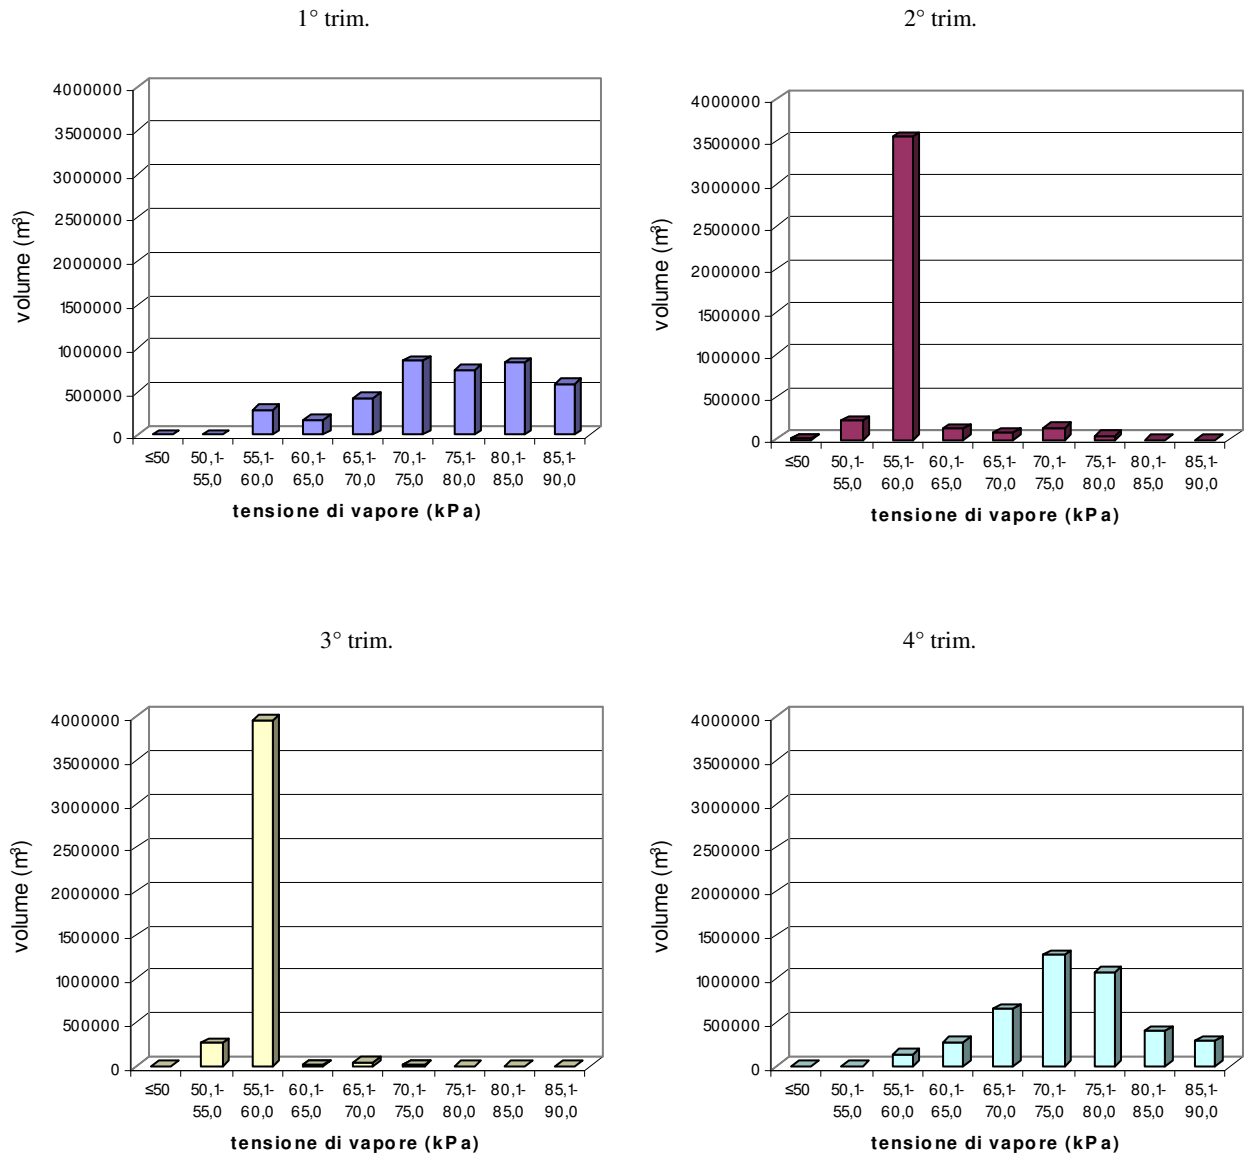 1° trim.
4000000
3500000
3000000
2500000
2000000
1500000
1000000
500000
0
volume (m³)
≤50 50,1- 55,1- 60,1- 65,1- 70,1- 75,1- 80,1- 85,1-
55,0 60,0 65,0 70,0 75,0 80,0 85,0 90,0
tensione di vapore (kPa)
2° trim.
4000000
3500000
3000000
2500000
2000000
1500000
1000000
500000
0
volume (m³)
≤50 50,1- 55,1- 60,1- 65,1- 70,1- 75,1- 80,1- 85,1-
55,0 60,0 65,0 70,0 75,0 80,0 85,0 90,0
tensione di vapore (kPa)
3° trim.
4000000
3500000
3000000
2500000
2000000
1500000
1000000
500000
0
volume (m³)
≤50 50,1- 55,1- 60,1- 65,1- 70,1- 75,1- 80,1- 85,1-
55,0 60,0 65,0 70,0 75,0 80,0 85,0 90,0
tensione di vapore (kPa)
4° trim.
4000000
3500000
3000000
2500000
2000000
1500000
1000000
500000
0
volume (m³)
≤50 50,1- 55,1- 60,1- 65,1- 70,1- 75,1- 80,1- 85,1-
55,0 60,0 65,0 70,0 75,0 80,0 85,0 90,0
tensione di vapore (kPa)